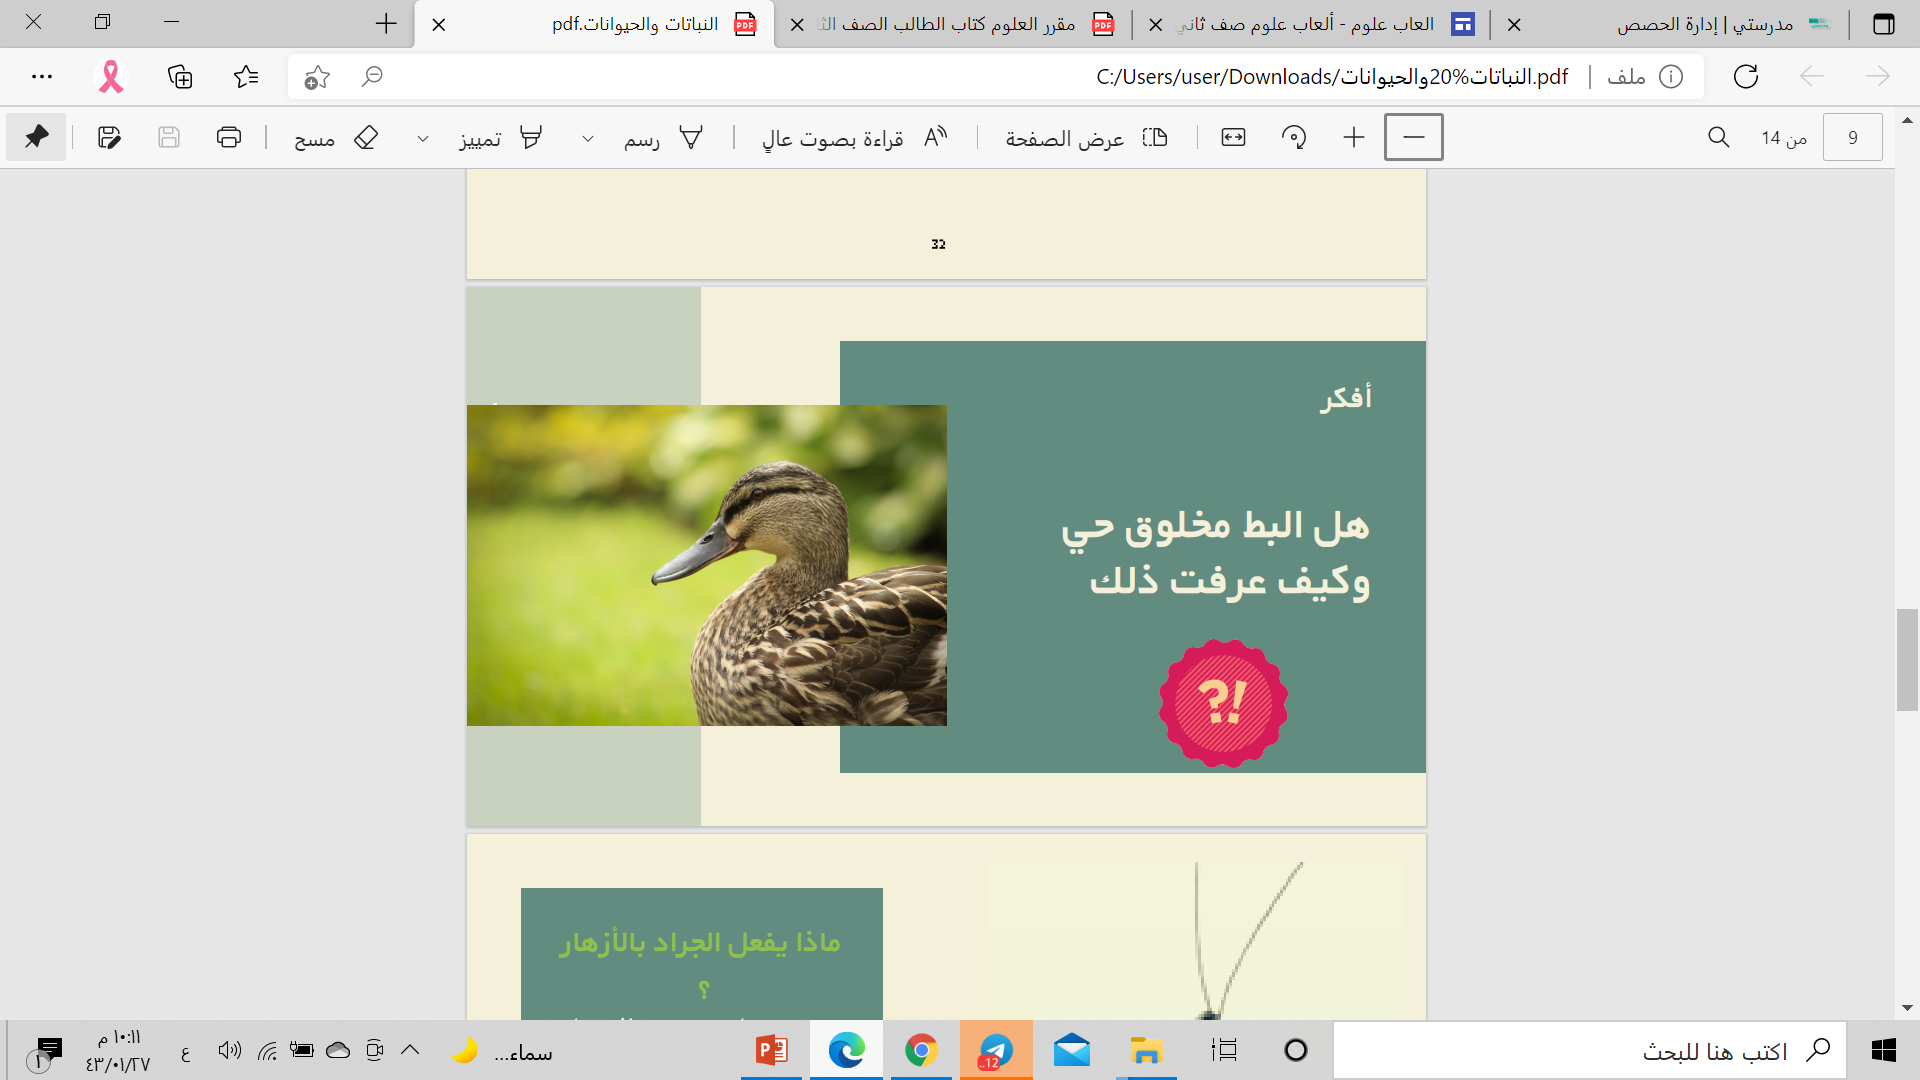 مدرستي | إدارة الحصص
العاب علوم - ألعاب علوم صف ثاني
مقرر العلوم كتاب الطالب الصف
النباتات والحيوانات.pdf
ملف
C:/Users/user/Downloads/النباتات%20والحيوانات.pdf
9
من 14
عرض الصفحة
قراءة بصوت عالٍ
رسم
تمييز
مسح
32
أفكر
هل البط مخلوق حي
وكيف عرفت ذلك
?!
ماذا يفعل الجراد بالأزهار
؟
اكتب هنا للبحث
12..
سماء...
ع
١٠:١١ م
٤٣/٠١/٢٧
١